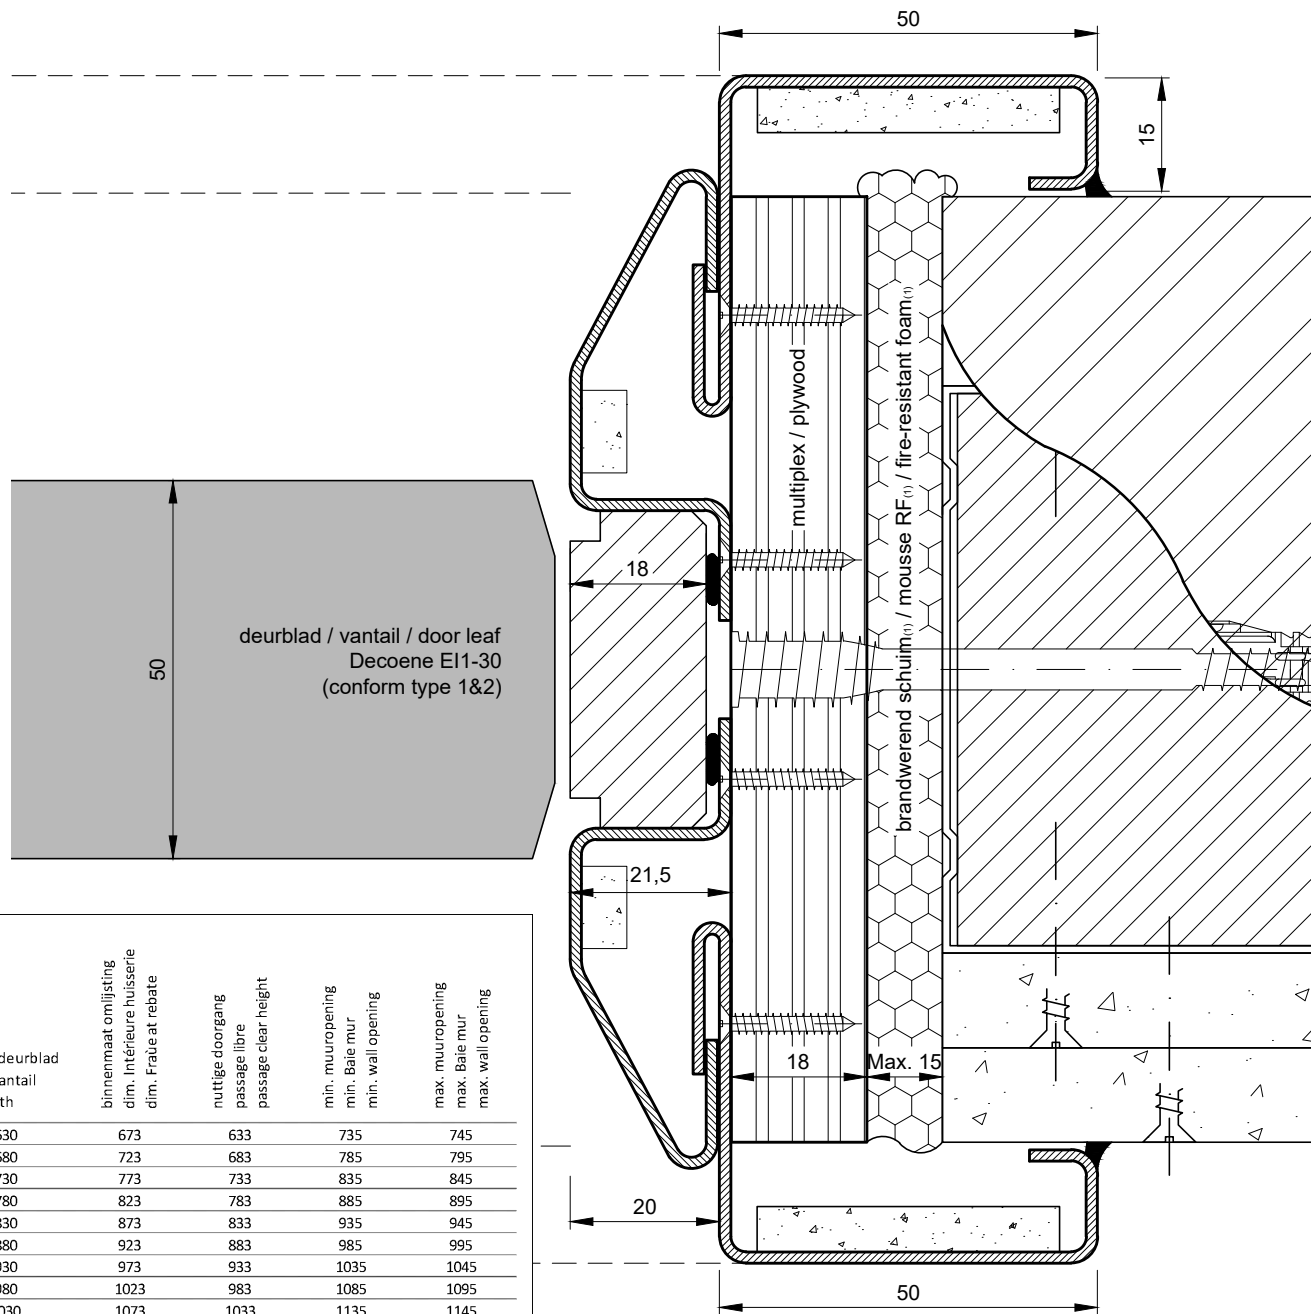 50
15
multiplex / plywood
brandwerend schuim(1) / mousse RF(1) / fire-resistant foam(1)
18
deurblad / vantail / door leaf
Decoene EI1-30
(conform type 1&2)
50
21,5
18
Max. 15
20
50
deurblad
binnenmaat omlijsting
dim. Intérieure huisserie
dim. Fraùe at rebate
nuttige doorgang
passage libre
passage clear height
min. muuropening
min. Baie mur
min. wall opening
max. muuropening
max. Baie mur
max. wall opening
673 633 735 745
723 683 785 795
773 733 835 845
823 783 885 895
873 833 935 945
923 883 985 995
973 933 1035 1045
1023 983 1085 1095
1073 1033 1135 1145